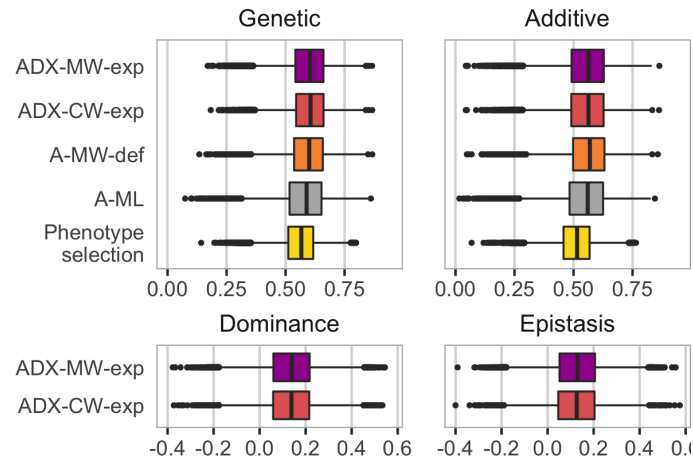 Genetic Additive
ADX-MW-exp
ADX-CW-exp
A-MW-def
A-ML
Phenotype
selection
0.00 0.25 0.50 0.75 0.00 0.25 0.50 0.75
Dominance Epistasis
ADX-MW-exp
ADX-CW-exp
-0.4 -0.2 0.0 0.2 0.4 0.6 -0.4 -0.2 0.0 0.2 0.4